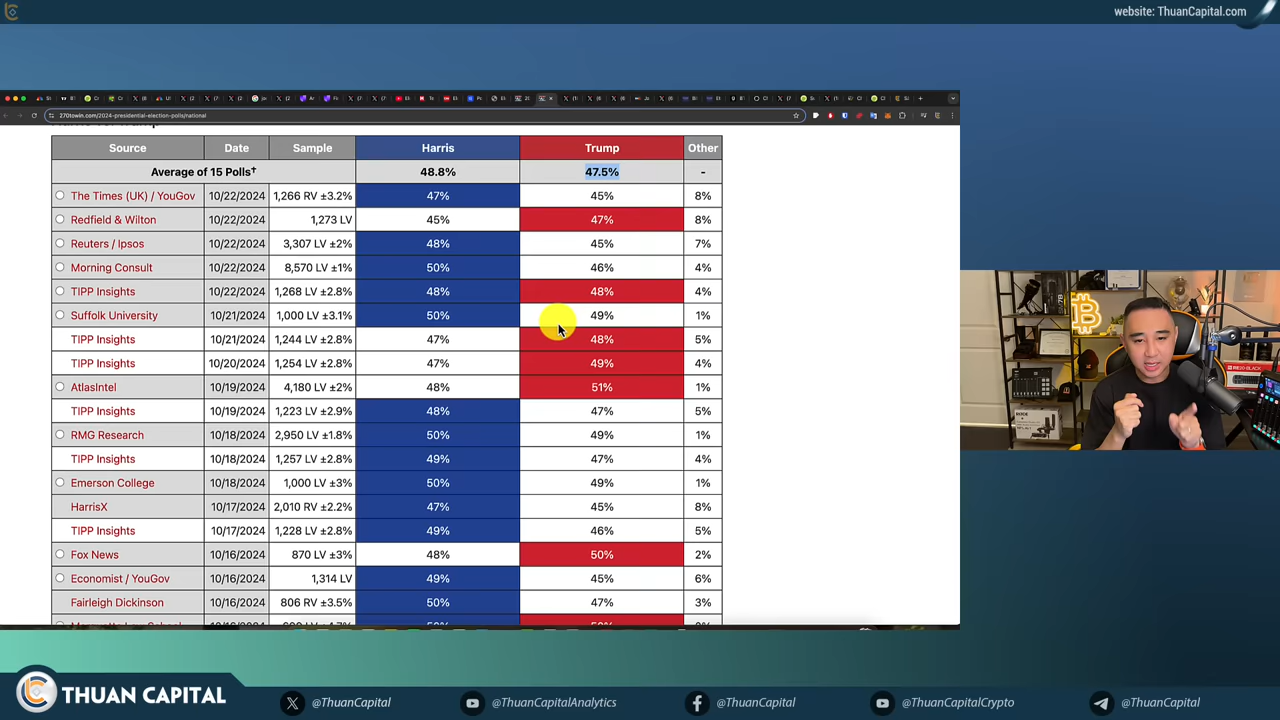 website: ThuanCapital.com
270towin.com/2024-presidential-election-polls/national
Source Date Sample Harris Trump Other
Average of 15 Polls† 48.8% 47.5% -
The Times (UK) / YouGov 10/22/2024 1,266 RV ±3.2% 47% 45% 8%
Redfield & Wilton 10/22/2024 1,273 LV 45% 47% 8%
Reuters / Ipsos 10/22/2024 3,307 LV ±2% 48% 45% 7%
Morning Consult 10/22/2024 8,570 LV ±1% 50% 46% 4%
TIPP Insights 10/22/2024 1,268 LV ±2.8% 48% 48% 4%
Suffolk University 10/21/2024 1,000 LV ±3.1% 50% 49% 1%
TIPP Insights 10/21/2024 1,244 LV ±2.8% 47% 48% 5%
TIPP Insights 10/20/2024 1,254 LV ±2.8% 47% 49% 4%
AtlasIntel 10/19/2024 4,180 LV ±2% 48% 51% 1%
TIPP Insights 10/19/2024 1,223 LV ±2.9% 48% 47% 5%
RMG Research 10/18/2024 2,950 LV ±1.8% 50% 49% 1%
TIPP Insights 10/18/2024 1,257 LV ±2.8% 49% 47% 4%
Emerson College 10/18/2024 1,000 LV ±3% 50% 49% 1%
HarrisX 10/17/2024 2,010 RV ±2.2% 47% 45% 8%
TIPP Insights 10/17/2024 1,228 LV ±2.8% 49% 46% 5%
Fox News 10/16/2024 870 LV ±3% 48% 50% 2%
Economist / YouGov 10/16/2024 1,314 LV 49% 45% 6%
Fairleigh Dickinson 10/16/2024 806 RV ±3.5% 50% 47% 3%
THUAN CAPITAL
@ThuanCapital
@ThuanCapitalAnalytics
@ThuanCapital
@ThuanCapitalCrypto
@ThuanCapital